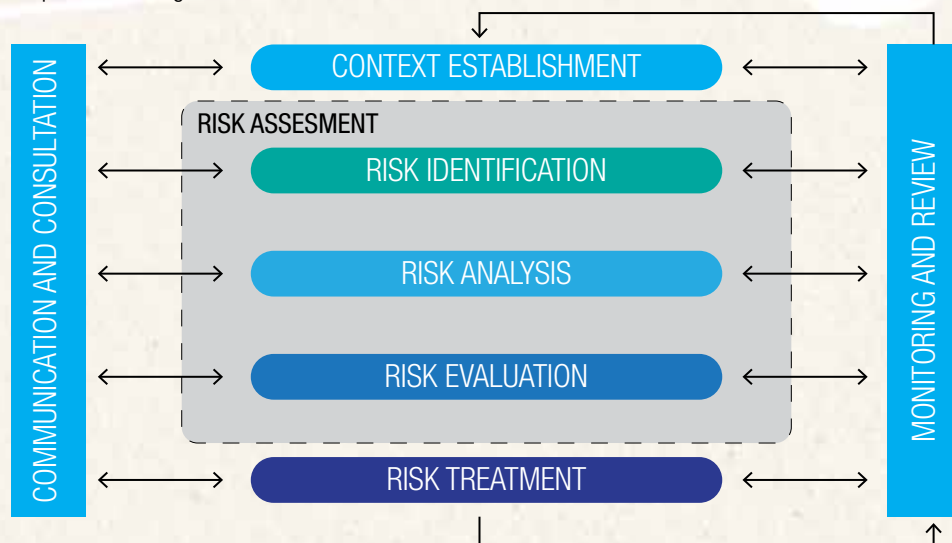 CONTEXT ESTABLISHMENT
RISK ASSESMENT
RISK IDENTIFICATION
RISK ANALYSIS
RISK EVALUATION
RISK TREATMENT
COMMUNICATION AND CONSULTATION
MONITORING AND REVIEW